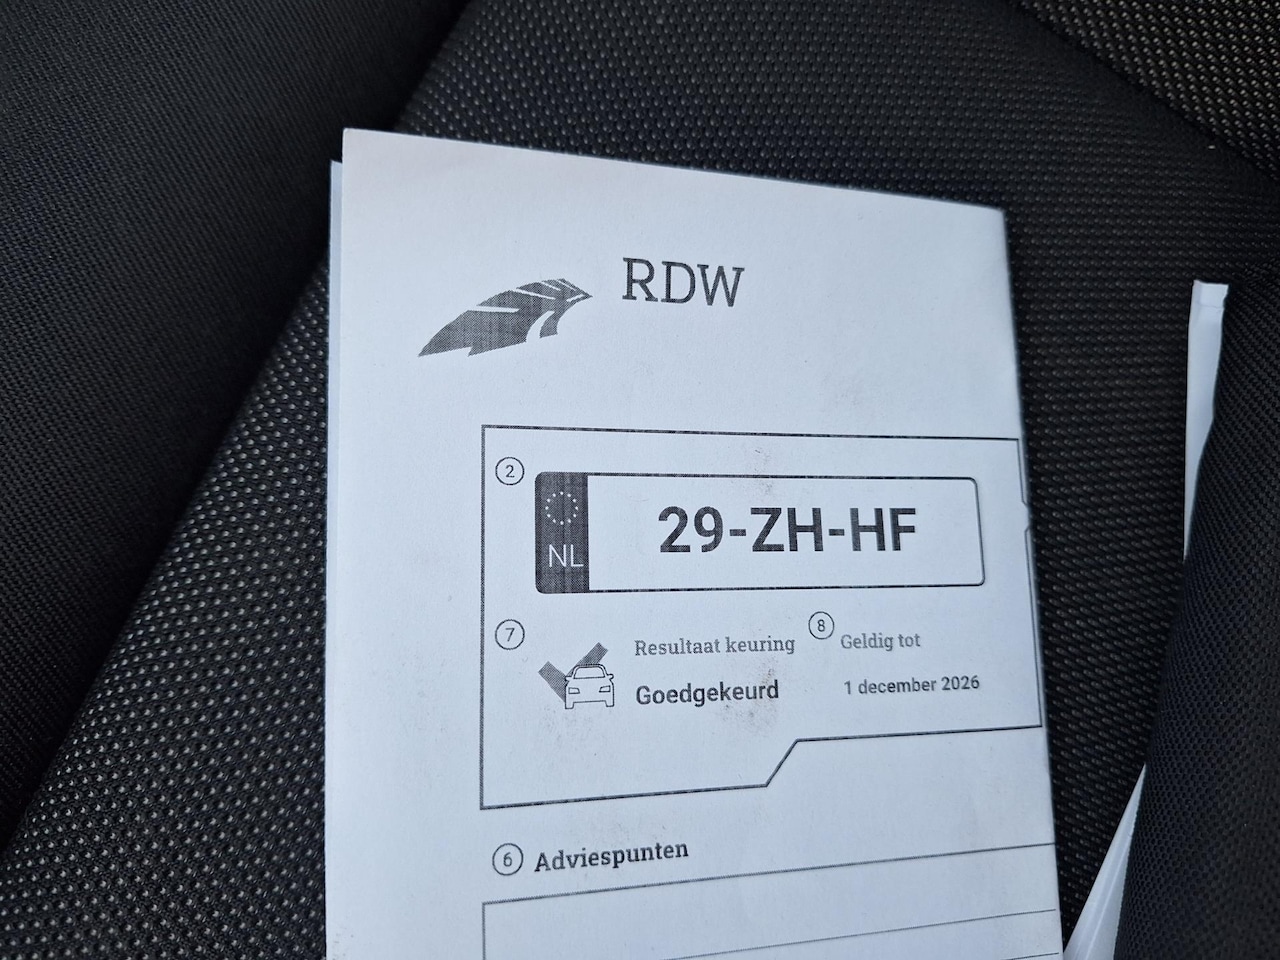 RDW
2
NL
29-ZH-HF
7
Resultaat keuring
Goedgekeurd
8
Geldig tot
1 december 2026
6 Adviespunten